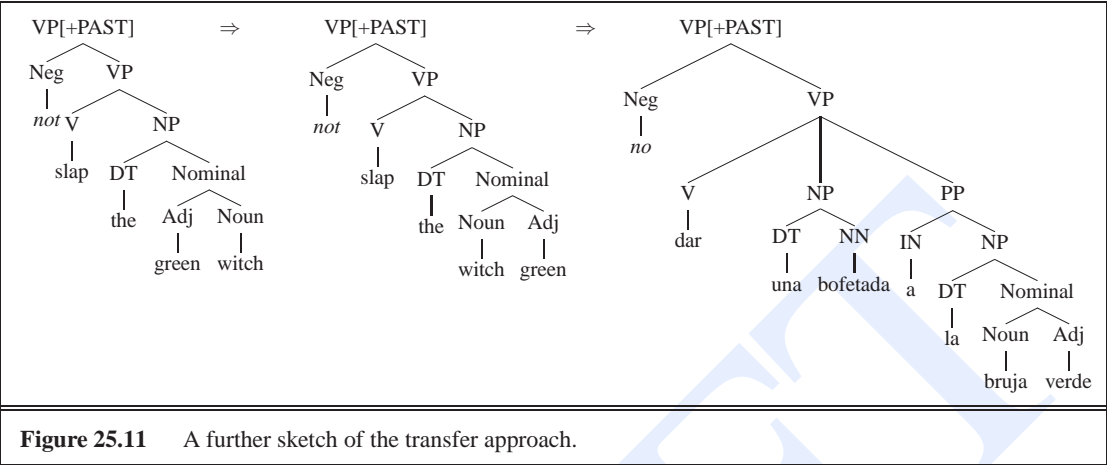 VP[+PAST] ⇒ VP[+PAST] ⇒ VP[+PAST]
Neg VP Neg VP Neg VP
not V NP not V NP no V NP PP
slap DT Nominal slap DT Nominal dar DT NN IN NP
the Adj Noun the Noun Adj una bofetada a DT Nominal
green witch witch green la Noun Adj
bruja verde
Figure 25.11 A further sketch of the transfer approach.